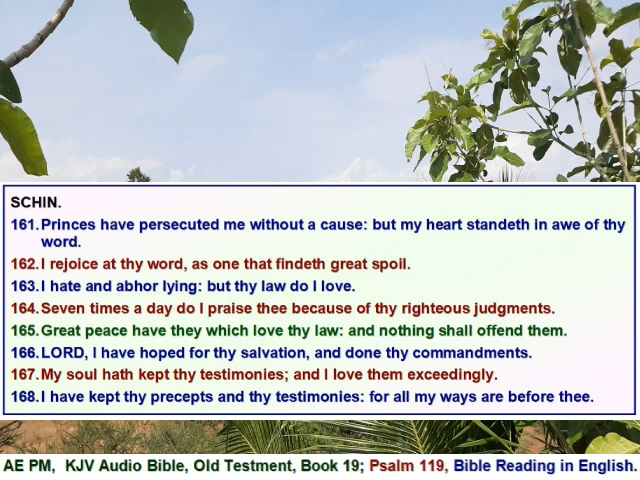 SCHIN.
161. Princes have persecuted me without a cause: but my heart standeth in awe of thy
word.
162. I rejoice at thy word, as one that findeth great spoil.
163. I hate and abhor lying: but thy law do I love.
164. Seven times a day do I praise thee because of thy righteous judgments.
165. Great peace have they which love thy law: and nothing shall offend them.
166. LORD, I have hoped for thy salvation, and done thy commandments.
167. My soul hath kept thy testimonies; and I love them exceedingly.
168. I have kept thy precepts and thy testimonies: for all my ways are before thee.
AE PM, KJV Audio Bible, Old Testment, Book 19; Psalm 119, Bible Reading in English.